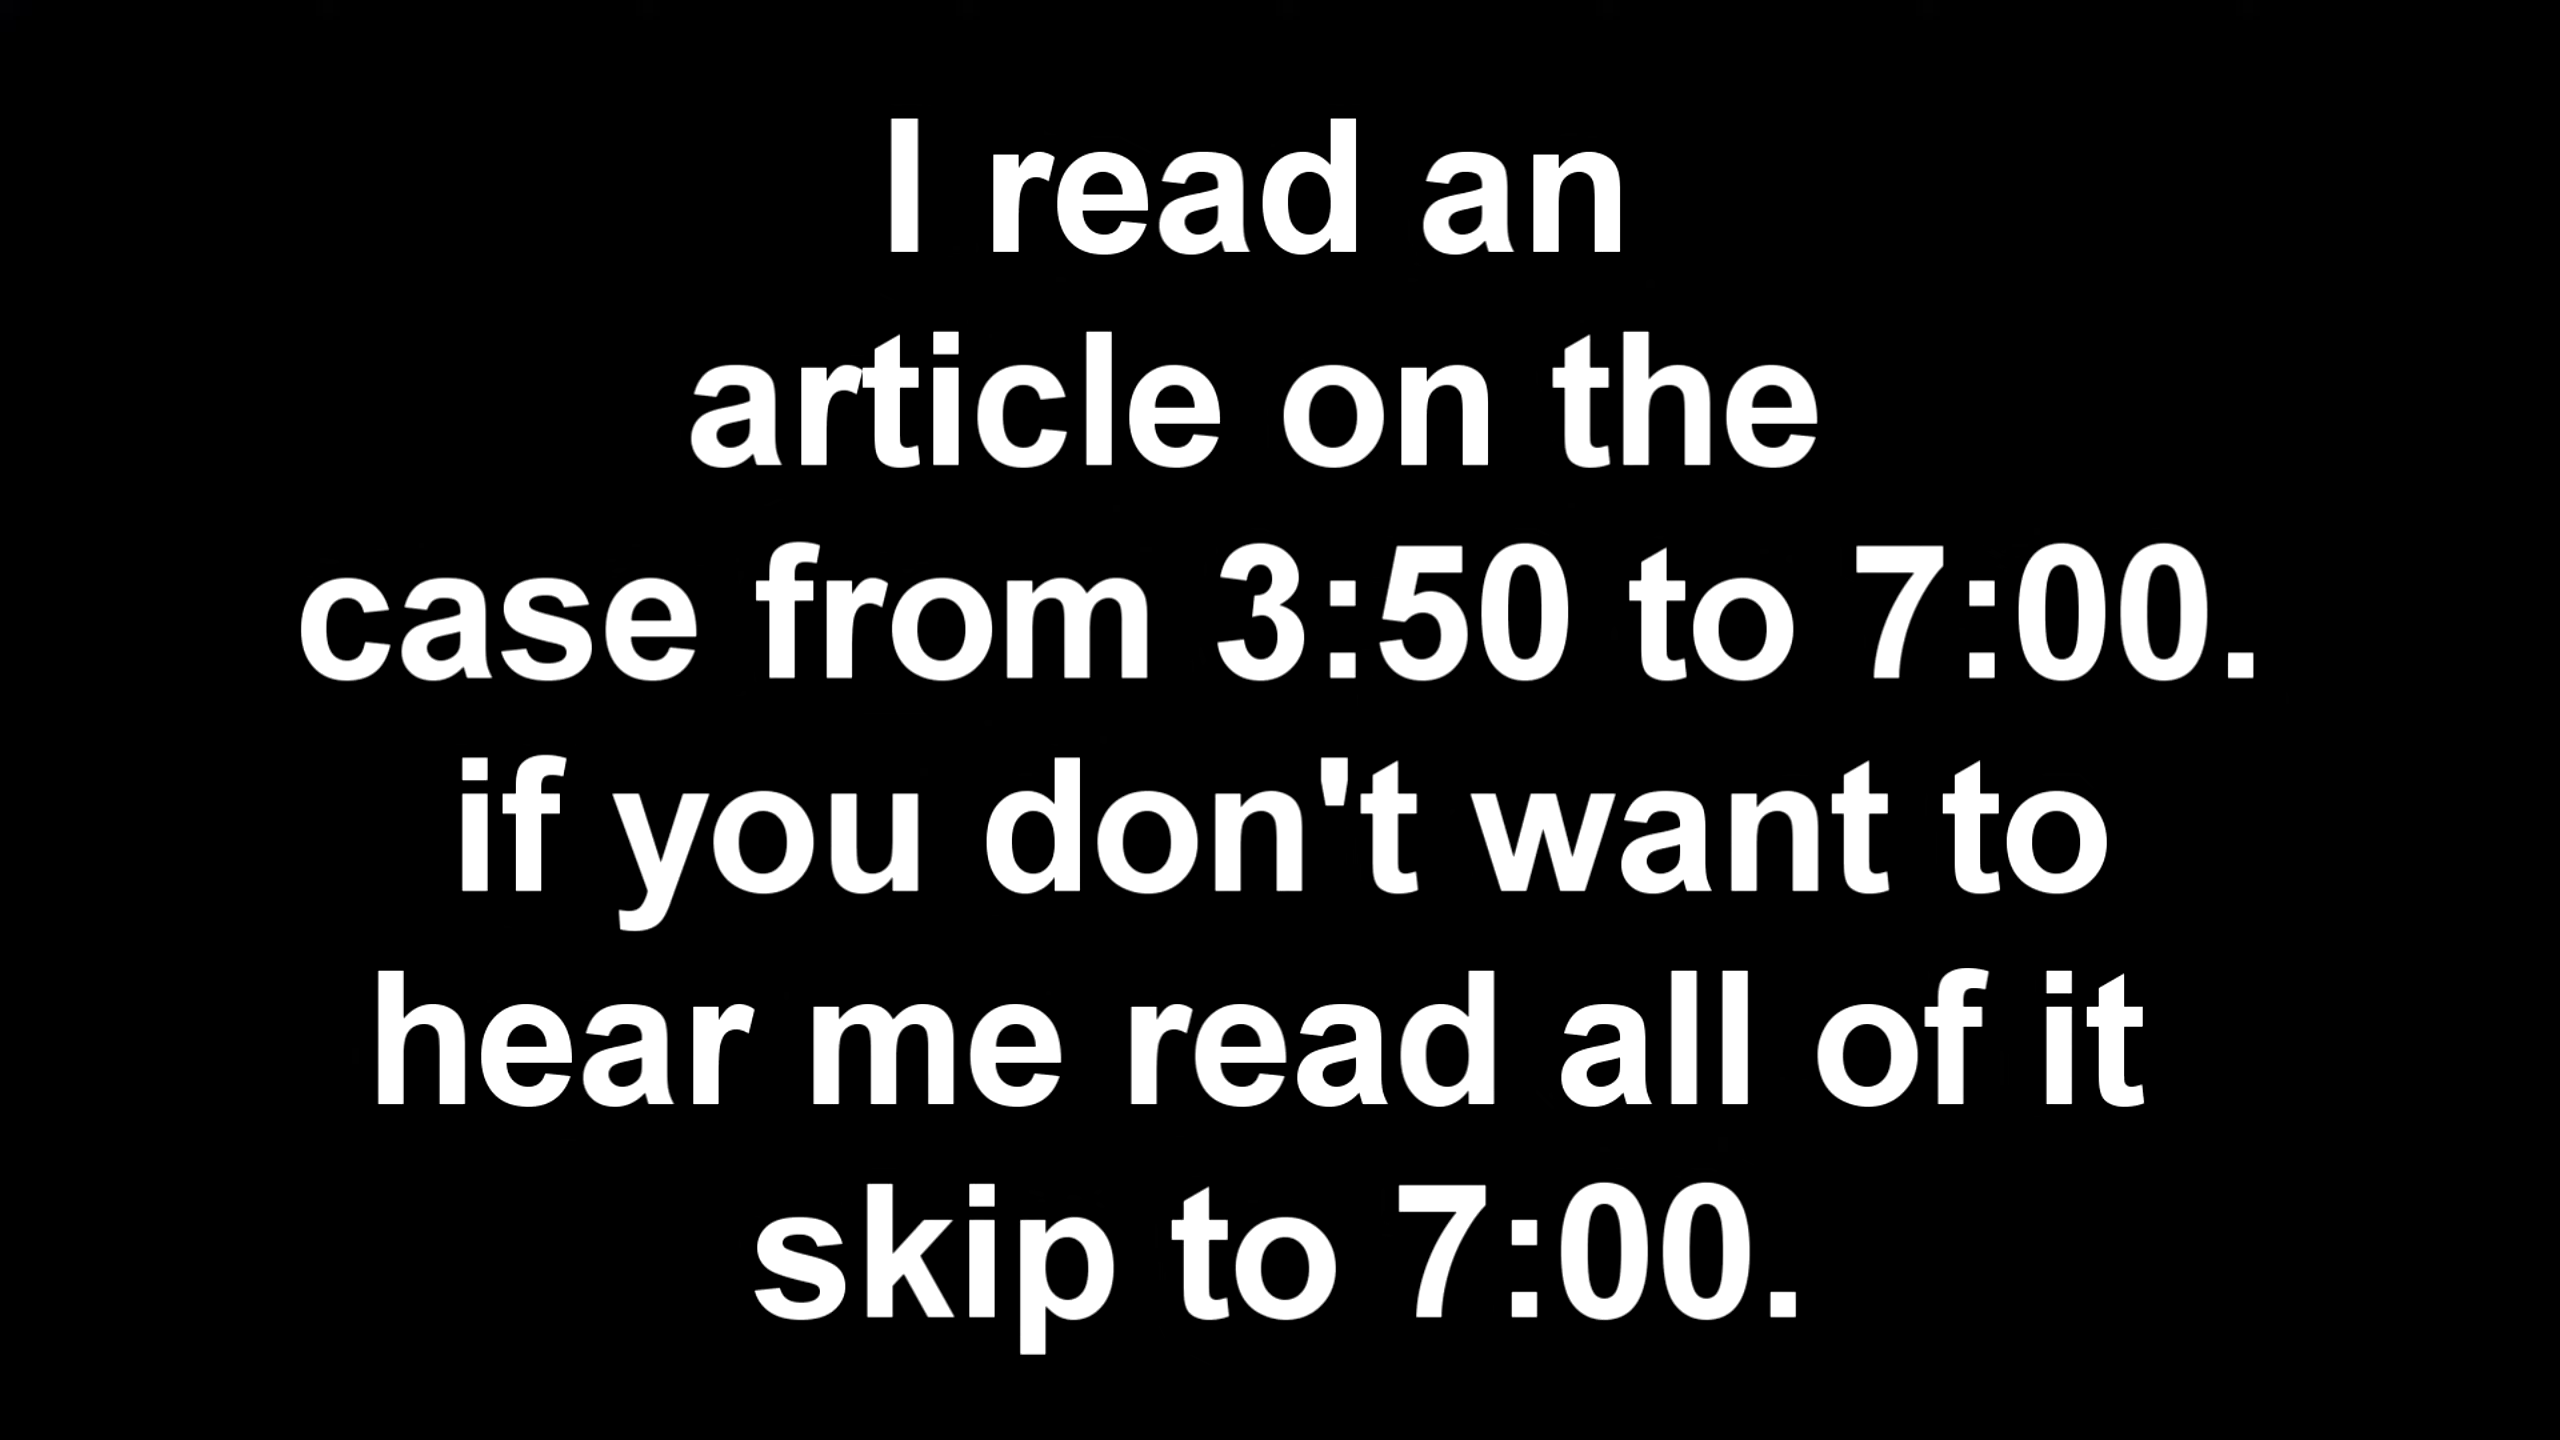 I read an
article on the
case from 3:50 to 7:00.
if you don't want to
hear me read all of it
skip to 7:00.